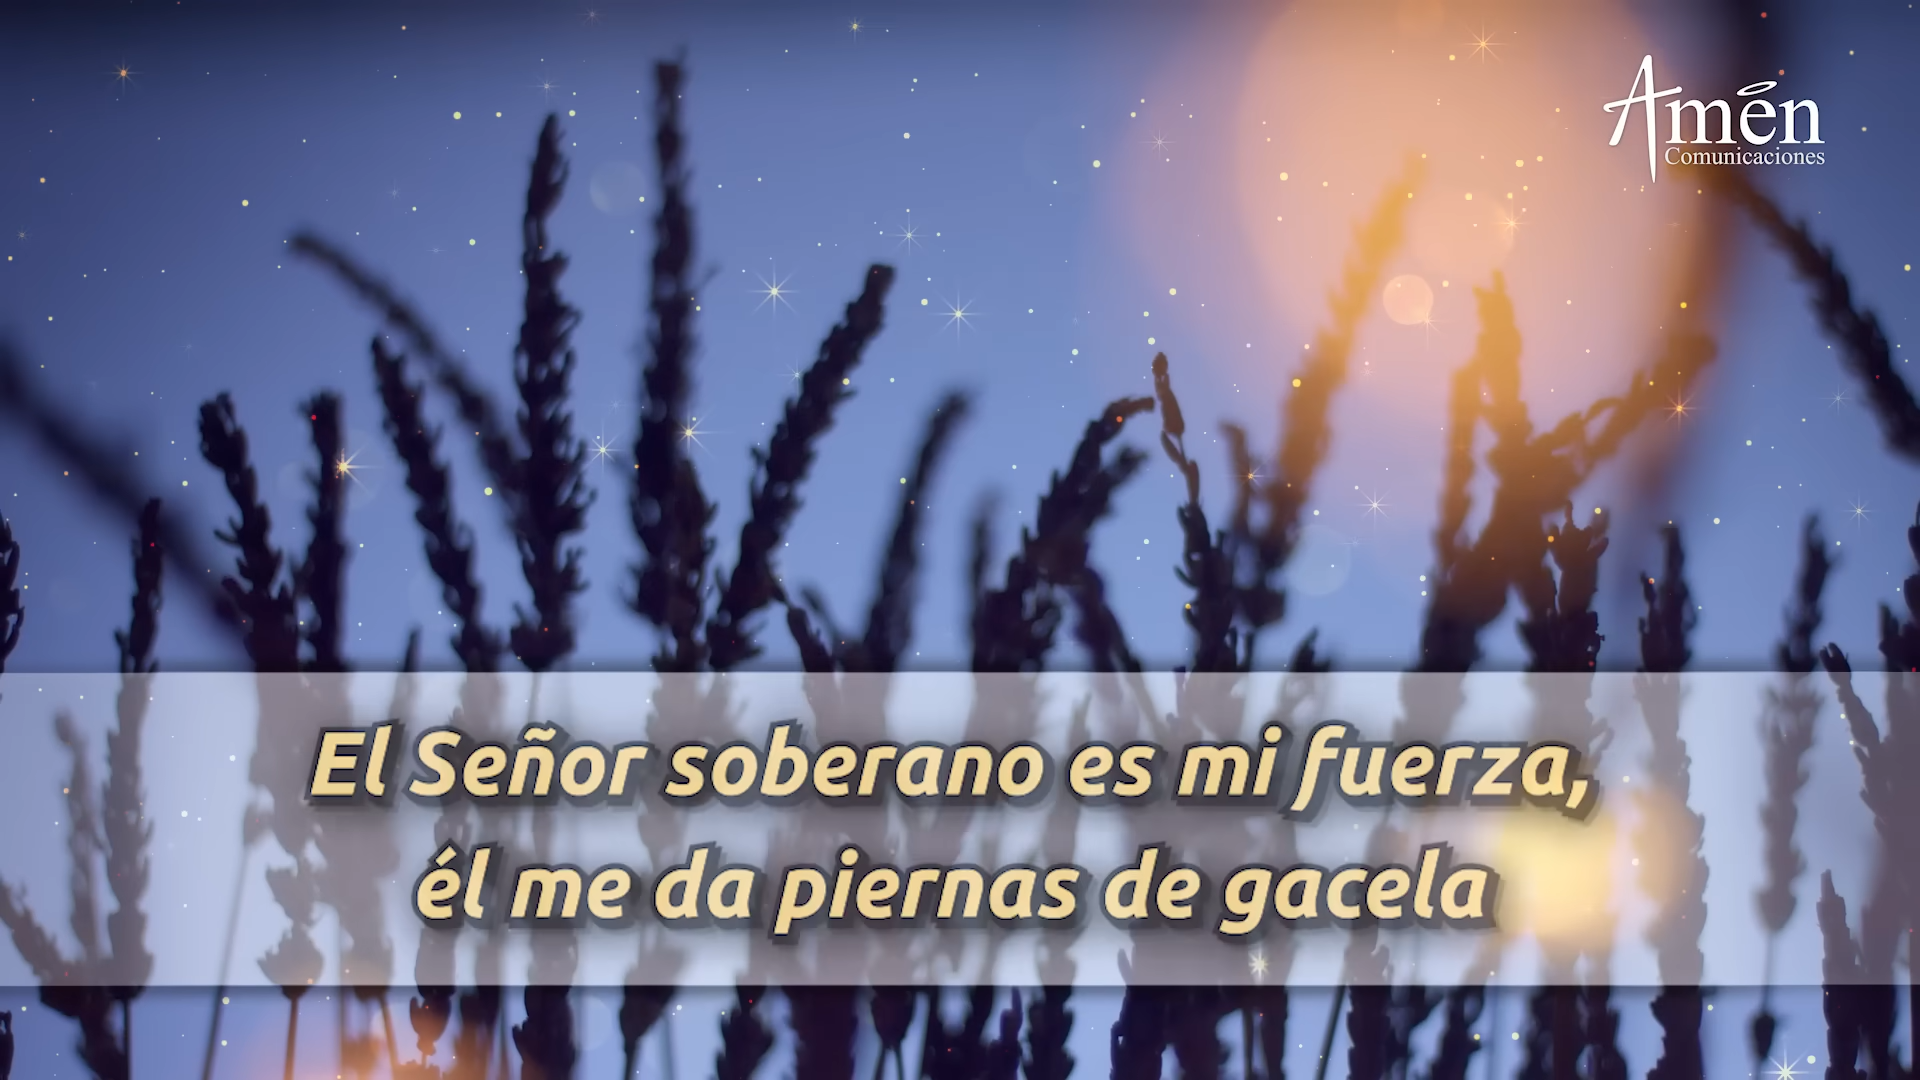 Amén
Comunicaciones
El Señor soberano es mi fuerza,
él me da piernas de gacela